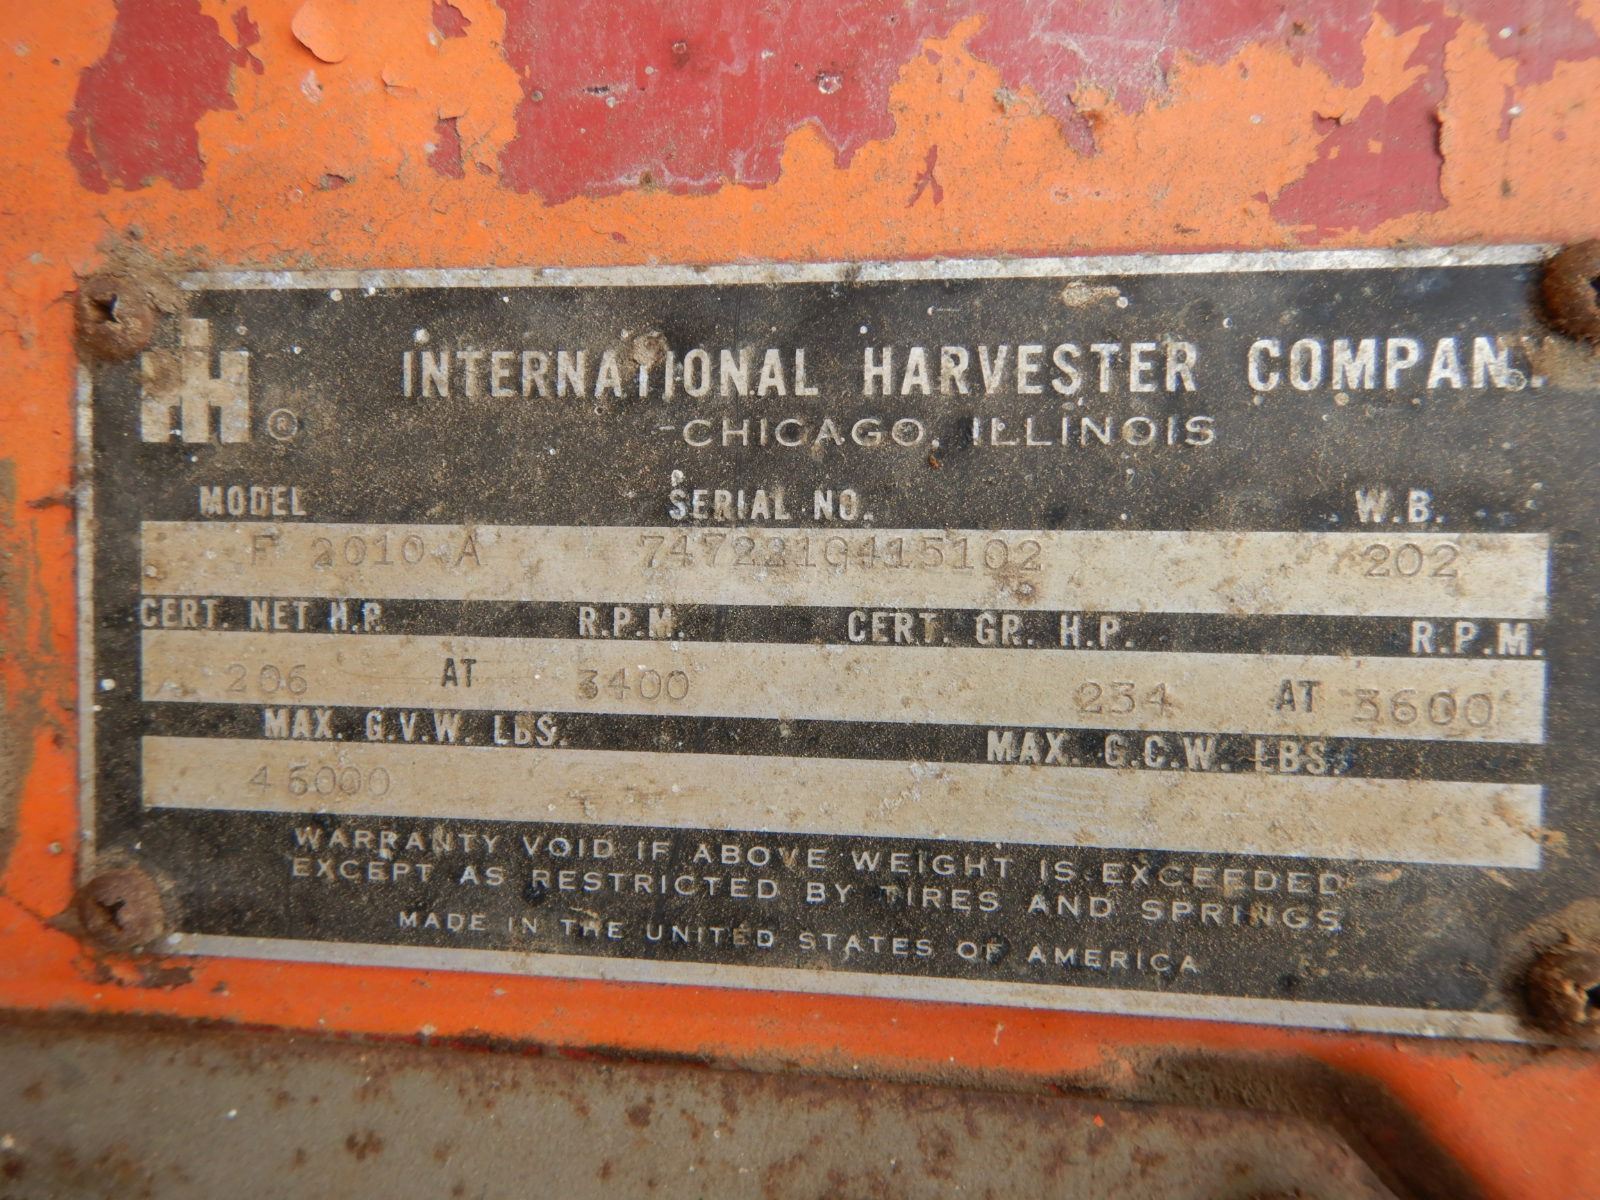 IH ®
INTERNATIONAL HARVESTER COMPANY
CHICAGO, ILLINOIS
MODEL SERIAL NO. W.B.
F 2010 A 747221G415102 202
CERT. NET H.P. R.P.M. CERT. GR. H.P. R.P.M.
206 AT 3400 234 AT 3600
MAX. G.V.W. LBS. MAX. G.C.W. LBS.
46000
WARRANTY VOID IF ABOVE WEIGHT IS EXCEEDED
EXCEPT AS RESTRICTED BY TIRES AND SPRINGS
MADE IN THE UNITED STATES OF AMERICA